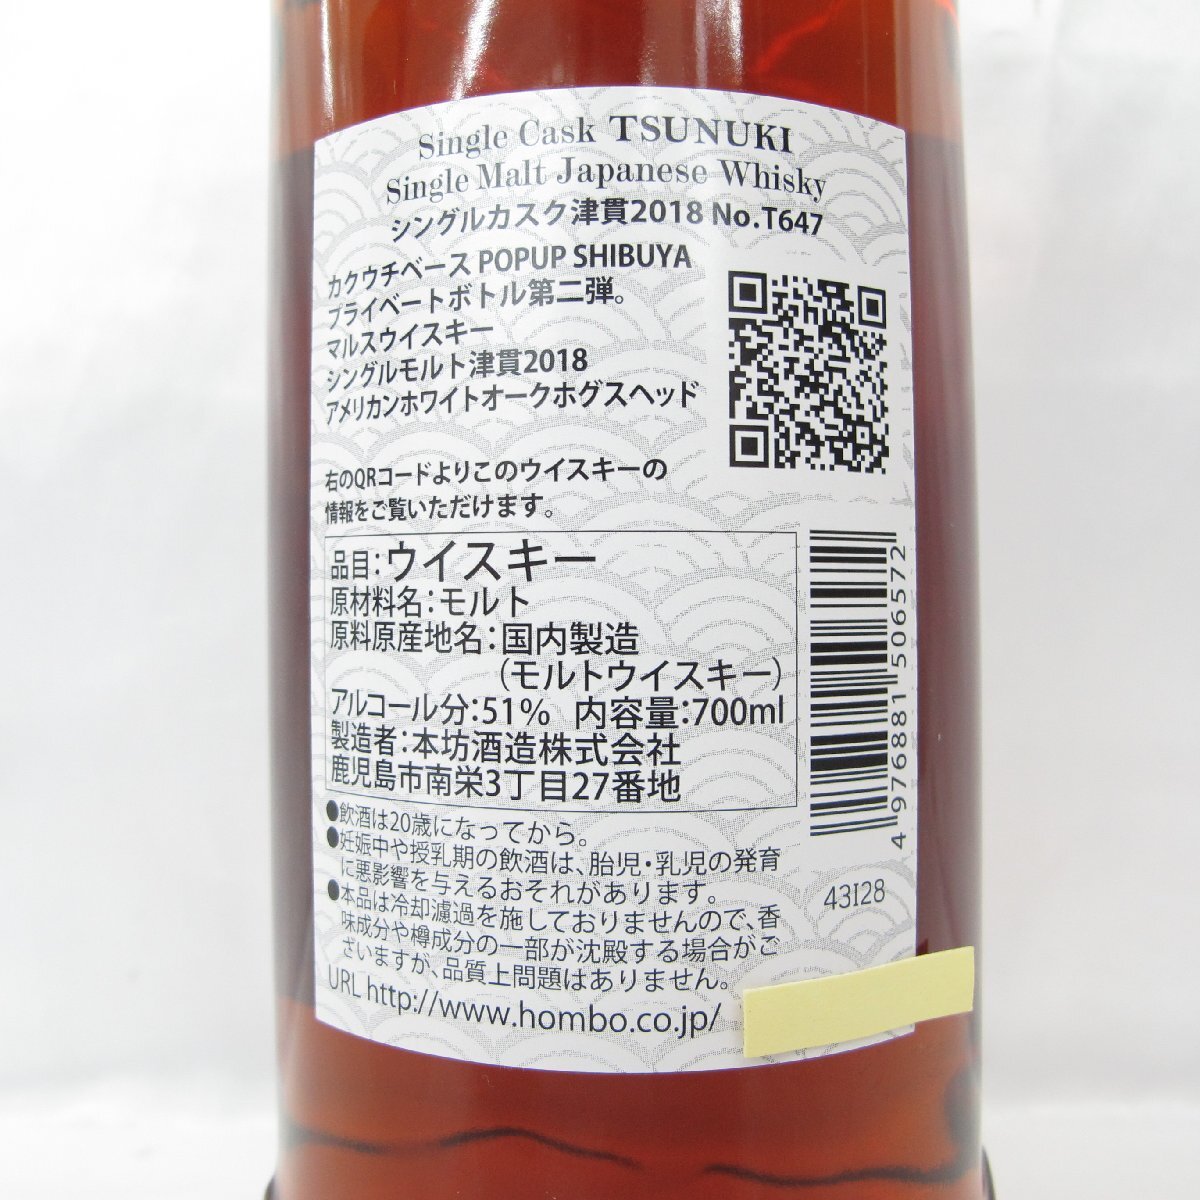 Single Cask TSUNUKI
Single Malt Japanese Whisky
シングルカスク津貫2018 No.T647
カクウチベース POPUP SHIBUYA
プライベートボトル第二弾。
マルスウイスキー
シングルモルト津貫2018
アメリカンホワイトオークホグスヘッド
右のQRコードよりこのウイスキーの
情報をご覧いただけます。
品目:ウイスキー
原材料名:モルト
原料原産地名:国内製造
(モルトウイスキー)
アルコール分:51% 内容量:700ml
製造者:本坊酒造株式会社
鹿児島市南栄3丁目27番地
4976881506572
●飲酒は20歳になってから。
●妊娠中や授乳期の飲酒は、胎児・乳児の発育
に悪影響を与えるおそれがあります。
●本品は冷却濾過を施しておりませんので、香
味成分や樽成分の一部が沈殿する場合がご
ざいますが、品質上問題はありません。
43I28
URL http://www.hombo.co.jp/